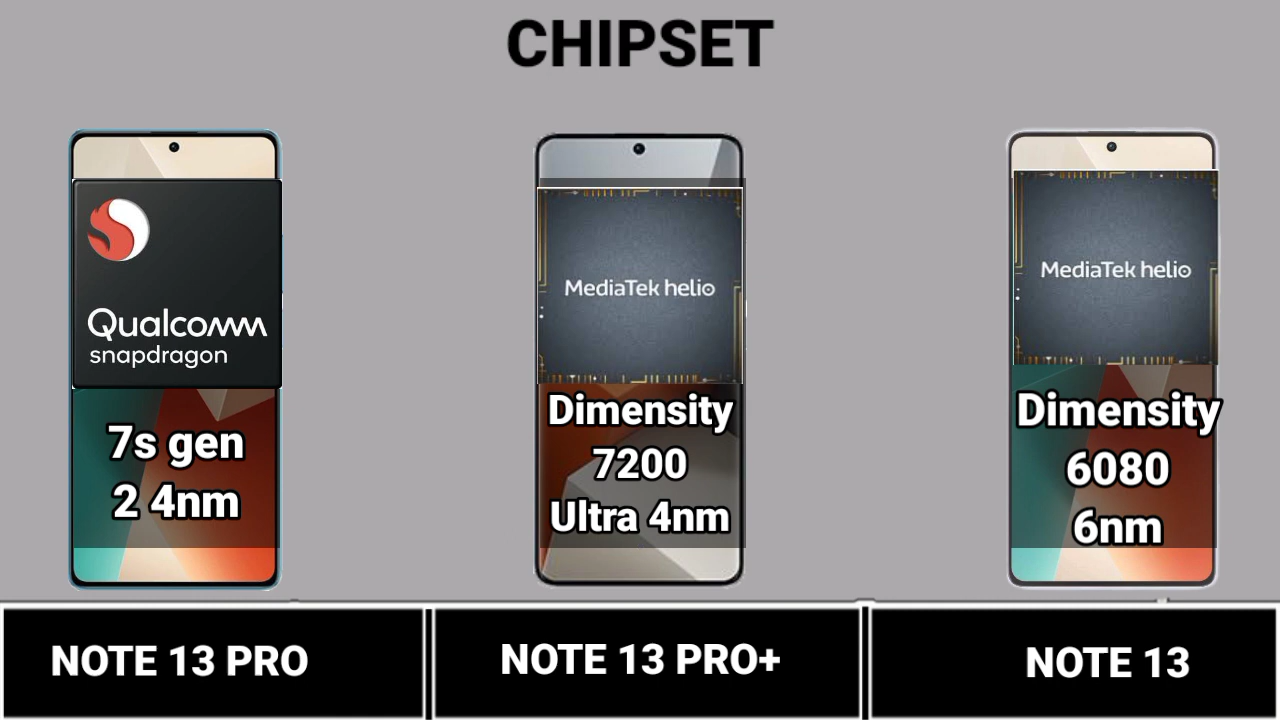 CHIPSET
Qualcomm
snapdragon
7s gen
2 4nm
MediaTek helio
Dimensity
7200
Ultra 4nm
MediaTek helio
Dimensity
6080
6nm
NOTE 13 PRO
NOTE 13 PRO+
NOTE 13